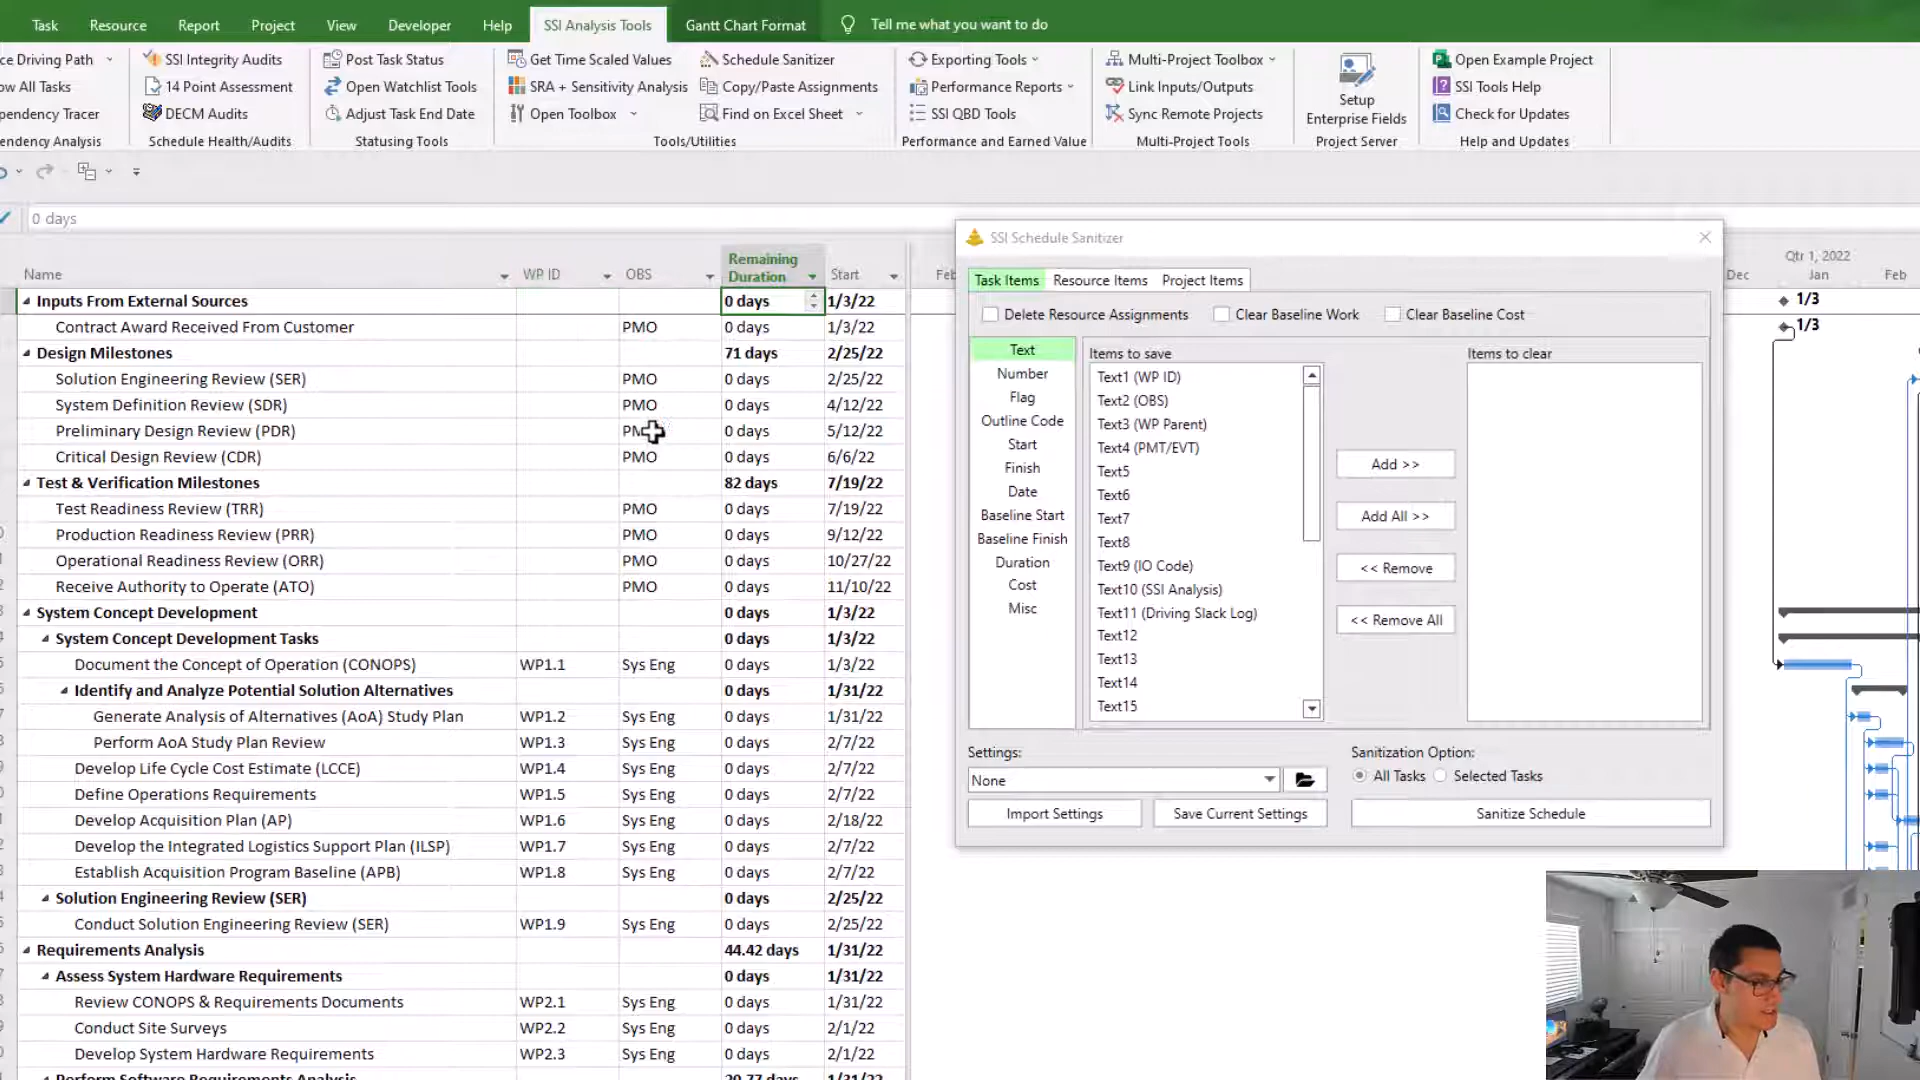 Task Resource Report Project View Developer Help SSI Analysis Tools Gantt Chart Format Tell me what you want to do
ce Driving Path
ow All Tasks
pendency Tracer
endency Analysis
SSI Integrity Audits
14 Point Assessment
DECM Audits
Schedule Health/Audits
Post Task Status
Open Watchlist Tools
Adjust Task End Date
Statusing Tools
Get Time Scaled Values
SRA + Sensitivity Analysis
Open Toolbox
Schedule Sanitizer
Copy/Paste Assignments
Find on Excel Sheet
Tools/Utilities
Exporting Tools
Performance Reports
SSI QBD Tools
Performance and Earned Value
Multi-Project Toolbox
Link Inputs/Outputs
Sync Remote Projects
Multi-Project Tools
Setup
Enterprise Fields
Project Server
Open Example Project
SSI Tools Help
Check for Updates
Help and Updates
0 days
Name WP ID OBS Remaining Duration Start
Inputs From External Sources 0 days 1/3/22
Contract Award Received From Customer PMO 0 days 1/3/22
Design Milestones 71 days 2/25/22
Solution Engineering Review (SER) PMO 0 days 2/25/22
System Definition Review (SDR) PMO 0 days 4/12/22
Preliminary Design Review (PDR) 0 days 5/12/22
Critical Design Review (CDR) PMO 0 days 6/6/22
Test & Verification Milestones 82 days 7/19/22
Test Readiness Review (TRR) PMO 0 days 7/19/22
Production Readiness Review (PRR) PMO 0 days 9/12/22
Operational Readiness Review (ORR) PMO 0 days 10/27/22
Receive Authority to Operate (ATO) PMO 0 days 11/10/22
System Concept Development 0 days 1/3/22
System Concept Development Tasks 0 days 1/3/22
Document the Concept of Operation (CONOPS) WP1.1 Sys Eng 0 days 1/3/22
Identify and Analyze Potential Solution Alternatives 0 days 1/31/22
Generate Analysis of Alternatives (AoA) Study Plan WP1.2 Sys Eng 0 days 1/31/22
Perform AoA Study Plan Review WP1.3 Sys Eng 0 days 2/7/22
Develop Life Cycle Cost Estimate (LCCE) WP1.4 Sys Eng 0 days 2/7/22
Define Operations Requirements WP1.5 Sys Eng 0 days 2/7/22
Develop Acquisition Plan (AP) WP1.6 Sys Eng 0 days 2/18/22
Develop the Integrated Logistics Support Plan (ILSP) WP1.7 Sys Eng 0 days 2/7/22
Establish Acquisition Program Baseline (APB) WP1.8 Sys Eng 0 days 2/7/22
Solution Engineering Review (SER) 0 days 2/25/22
Conduct Solution Engineering Review (SER) WP1.9 Sys Eng 0 days 2/25/22
Requirements Analysis 44.42 days 1/31/22
Assess System Hardware Requirements 0 days 1/31/22
Review CONOPS & Requirements Documents WP2.1 Sys Eng 0 days 1/31/22
Conduct Site Surveys WP2.2 Sys Eng 0 days 2/1/22
Develop System Hardware Requirements WP2.3 Sys Eng 0 days 2/1/22
Perform Software Requirements Analysis 20.77 days 1/31/22
SSI Schedule Sanitizer
Task Items Resource Items Project Items
Delete Resource Assignments Clear Baseline Work Clear Baseline Cost
Text
Number
Flag
Outline Code
Start
Finish
Date
Baseline Start
Baseline Finish
Duration
Cost
Misc
Items to save
Text1 (WP ID)
Text2 (OBS)
Text3 (WP Parent)
Text4 (PMT/EVT)
Text5
Text6
Text7
Text8
Text9 (IO Code)
Text10 (SSI Analysis)
Text11 (Driving Slack Log)
Text12
Text13
Text14
Text15
Add >>
Add All >>
<< Remove
<< Remove All
Items to clear
Settings:
None
Import Settings Save Current Settings
Sanitization Option:
All Tasks Selected Tasks
Sanitize Schedule
Qtr 1, 2022
Dec Jan Feb
1/3
1/3